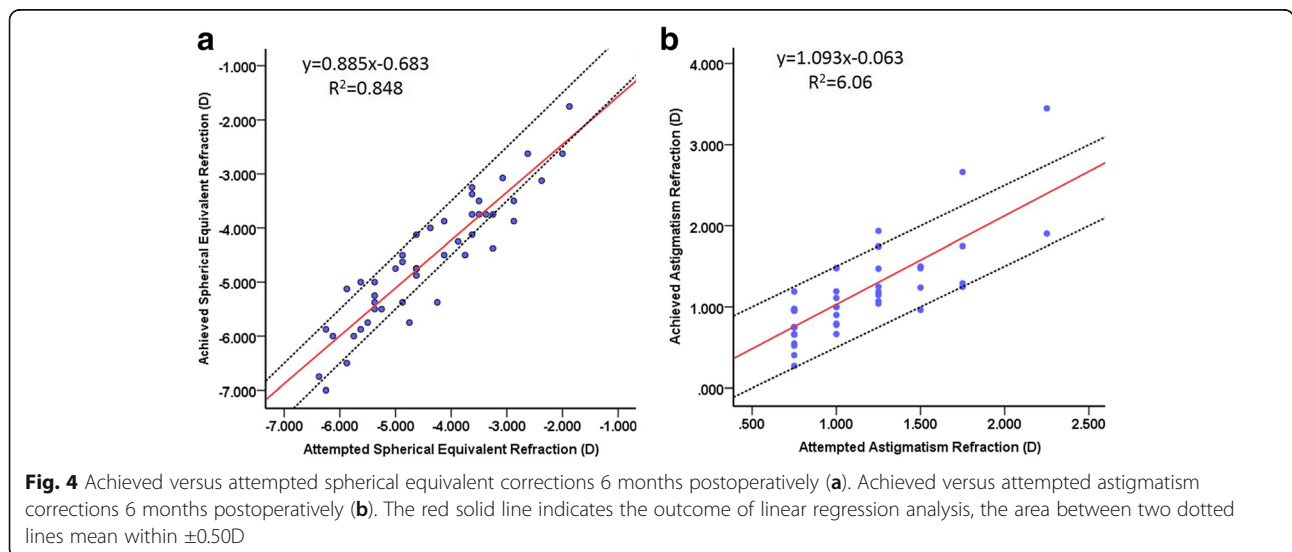 a
y=0.885x-0.683
R²=0.848
Achieved Spherical Equivalent Refraction (D)
-1.000
-2.000
-3.000
-4.000
-5.000
-6.000
-7.000
-7.000 -6.000 -5.000 -4.000 -3.000 -2.000 -1.000
Attempted Spherical Equivalent Refraction (D)
b
y=1.093x-0.063
R²=6.06
Achieved Astigmatism Refraction (D)
4.000
3.000
2.000
1.000
.000
.500 1.000 1.500 2.000 2.500
Attempted Astigmatism Refraction (D)
Fig. 4 Achieved versus attempted spherical equivalent corrections 6 months postoperatively (a). Achieved versus attempted astigmatism
corrections 6 months postoperatively (b). The red solid line indicates the outcome of linear regression analysis, the area between two dotted
lines mean within ±0.50D